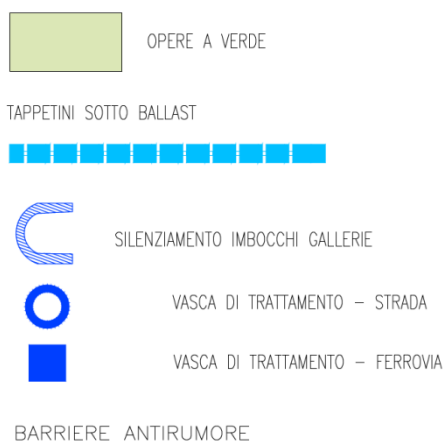 OPERE A VERDE
TAPPETINI SOTTO BALLAST
SILENZIAMENTO IMBOCCHI GALLERIE
VASCA DI TRATTAMENTO – STRADA
VASCA DI TRATTAMENTO – FERROVIA
BARRIERE ANTIRUMORE